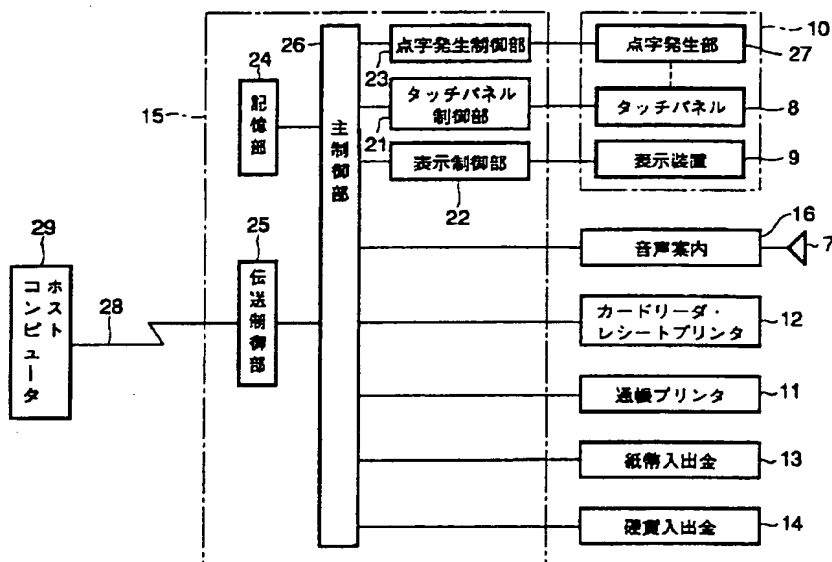 26
点字発生制御部
23
点字発生部
10
27
24
記憶部
15
主制御部
タッチパネル
制御部
21
タッチパネル
8
表示制御部
22
表示装置
9
16
音声案内
7
29
ホスト
コンピュータ
28
25
伝送制御部
カードリーダ・
レシートプリンタ
12
通帳プリンタ
11
紙幣入出金
13
硬貨入出金
14